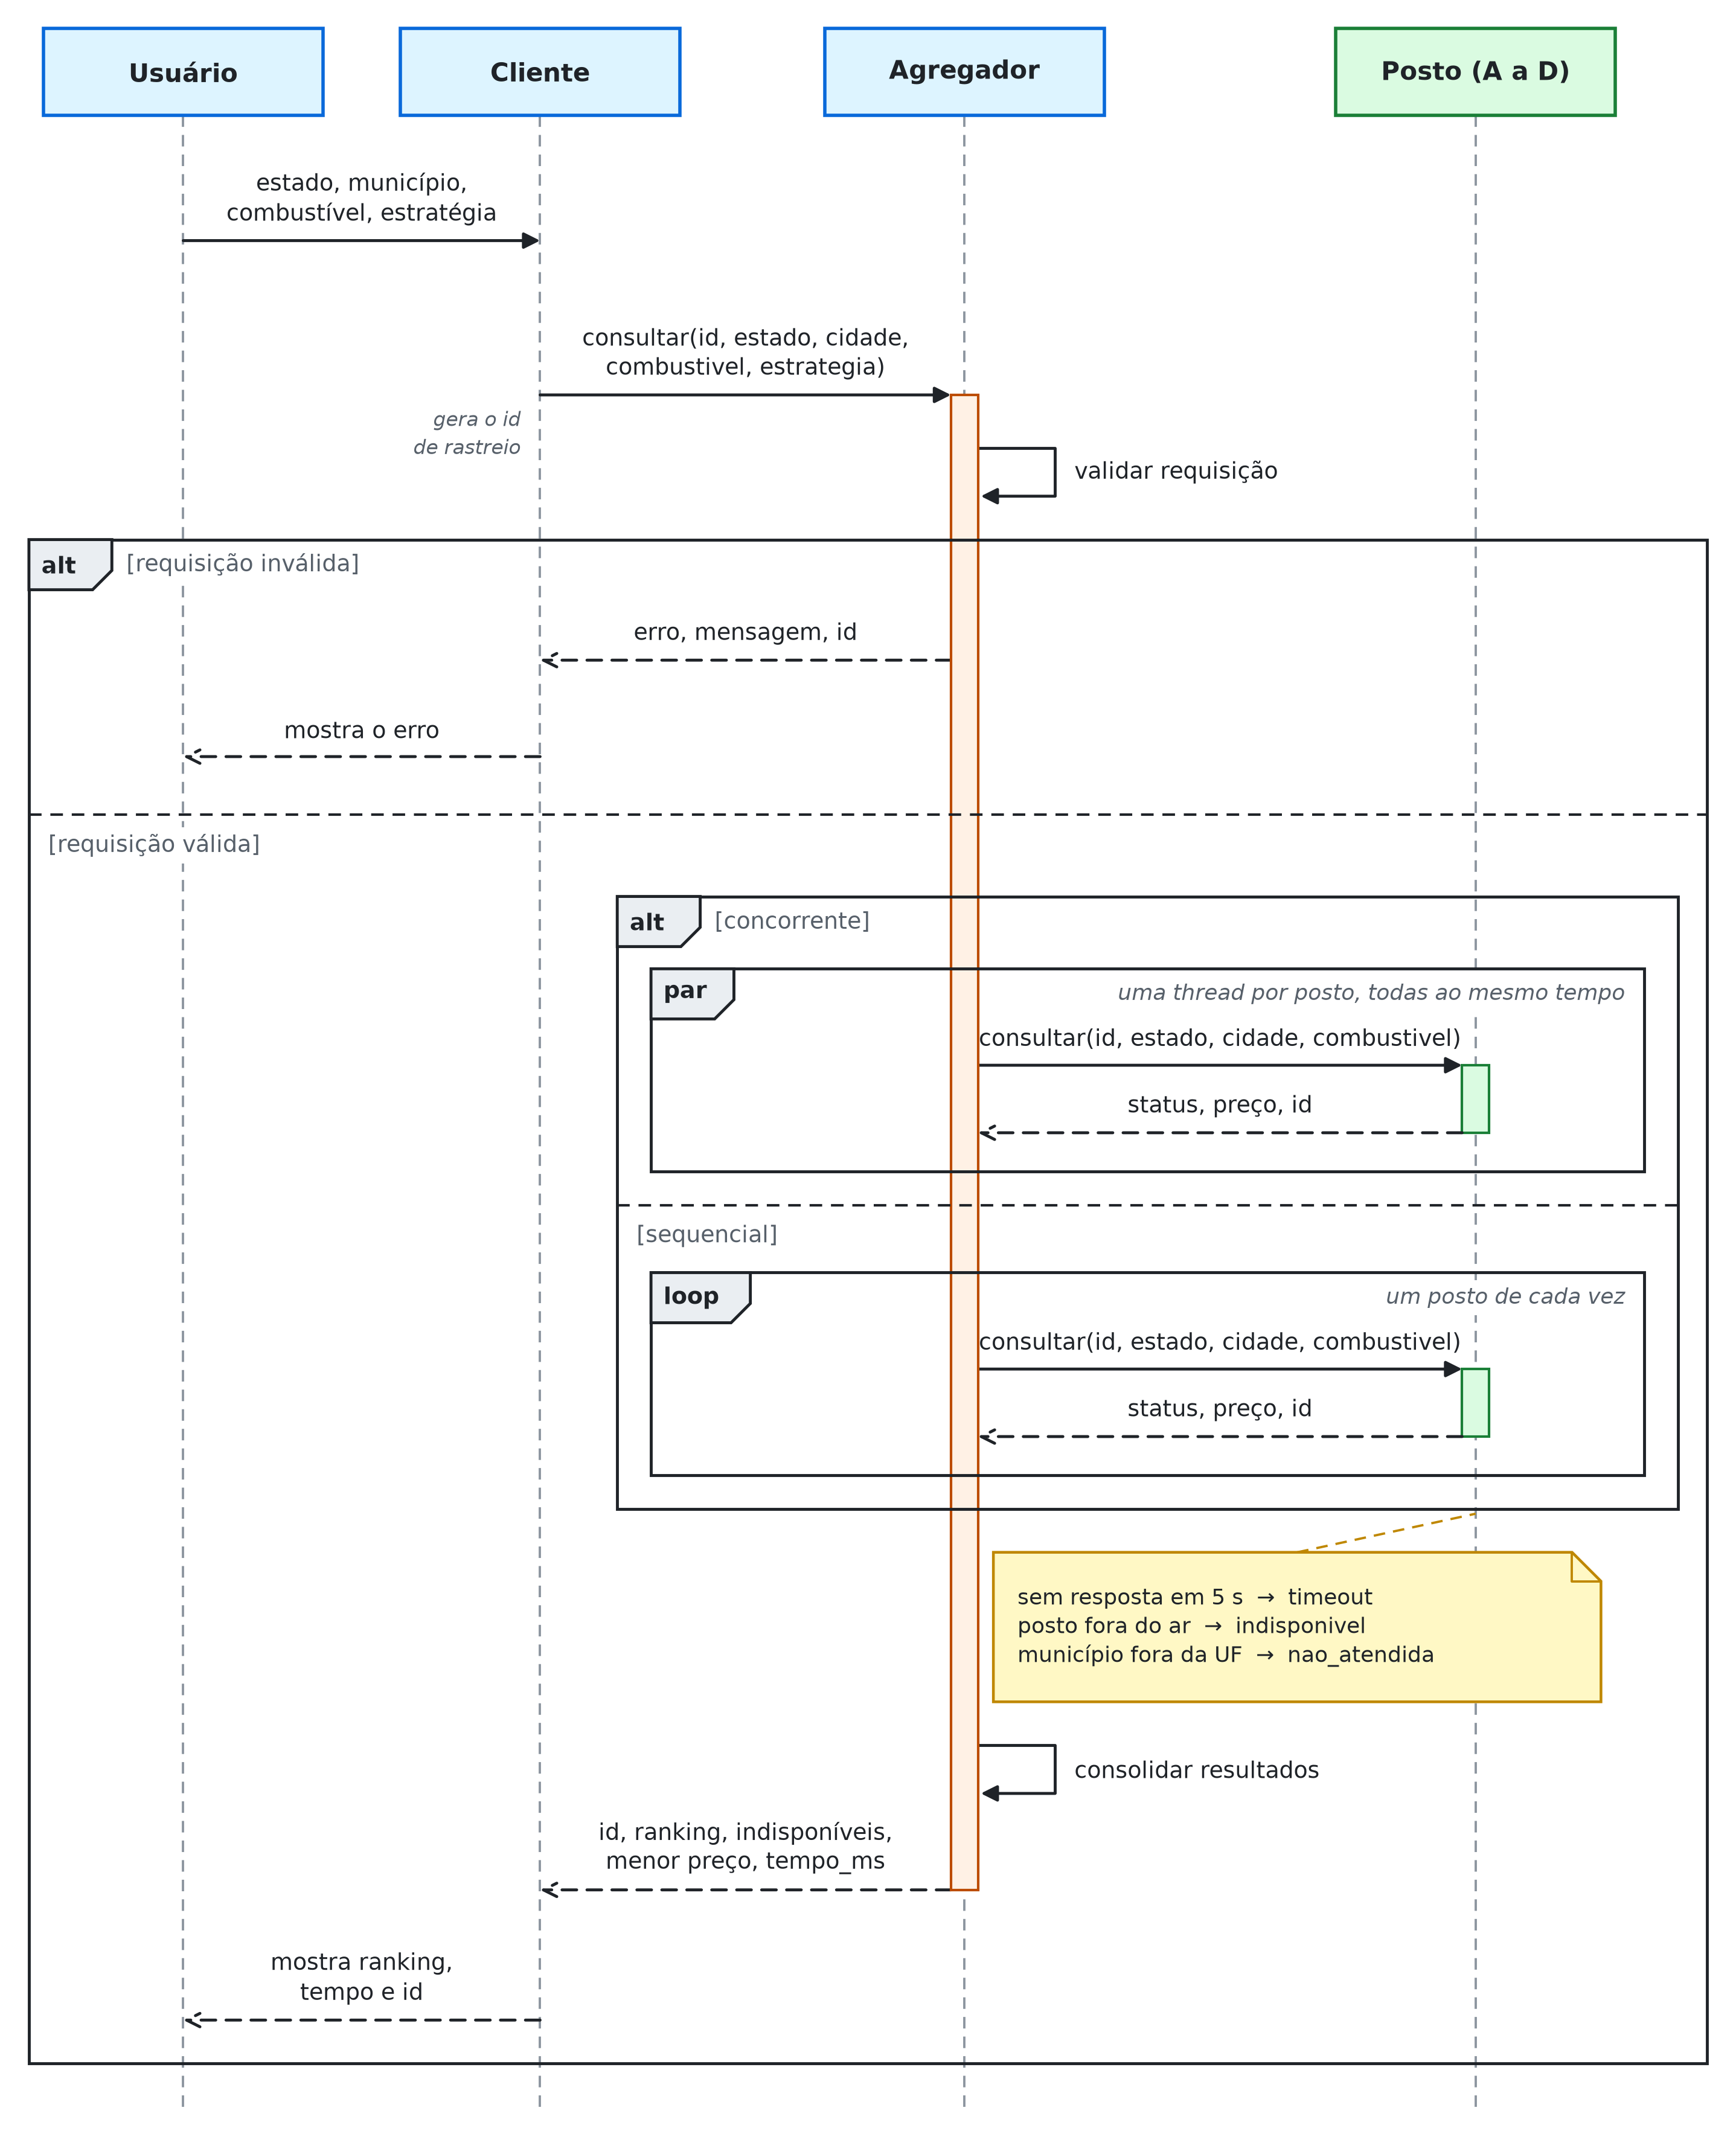 Usuário
Cliente
Agregador
Posto (A a D)
estado, município,
combustível, estratégia
consultar(id, estado, cidade,
combustivel, estrategia)
gera o id
de rastreio
validar requisição
alt
[requisição inválida]
erro, mensagem, id
mostra o erro
[requisição válida]
alt
[concorrente]
par
uma thread por posto, todas ao mesmo tempo
consultar(id, estado, cidade, combustivel)
status, preço, id
[sequencial]
loop
um posto de cada vez
consultar(id, estado, cidade, combustivel)
status, preço, id
sem resposta em 5 s → timeout
posto fora do ar → indisponivel
município fora da UF → nao_atendida
consolidar resultados
id, ranking, indisponíveis,
menor preço, tempo_ms
mostra ranking,
tempo e id